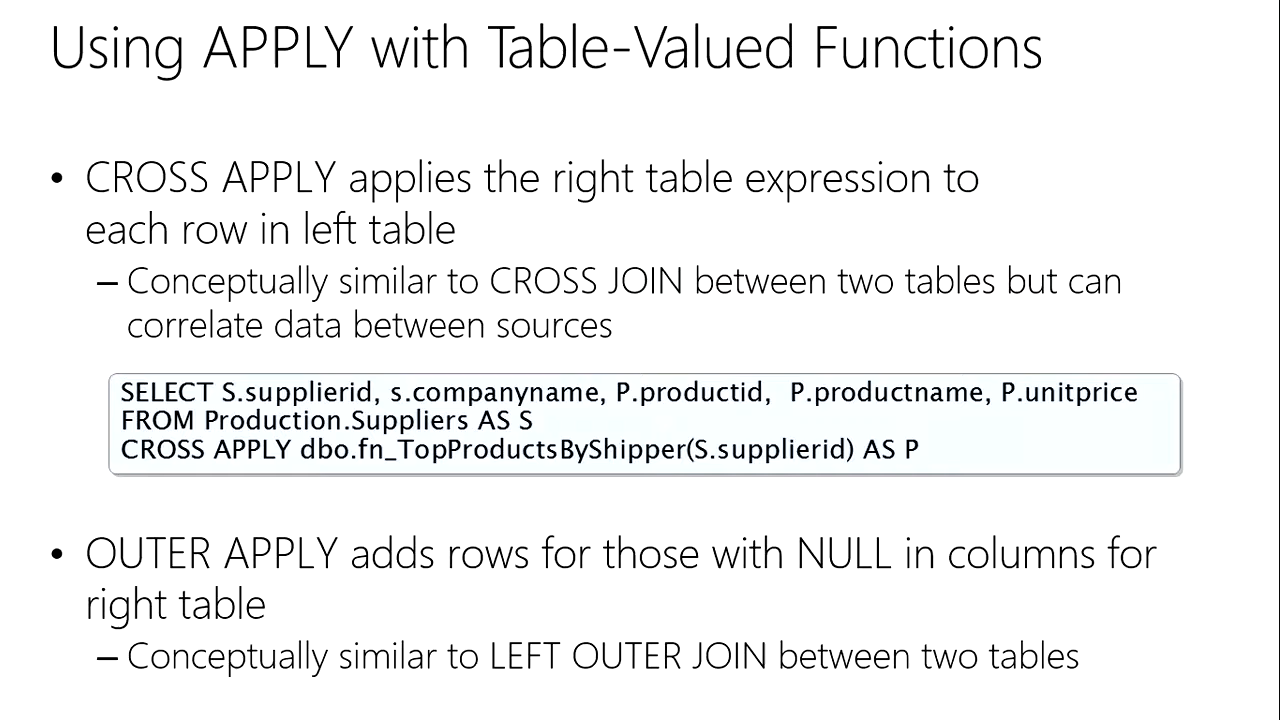 Using APPLY with Table-Valued Functions
• CROSS APPLY applies the right table expression to
each row in left table
– Conceptually similar to CROSS JOIN between two tables but can
correlate data between sources
SELECT S.supplierid, s.companyname, P.productid,  P.productname, P.unitprice
FROM Production.Suppliers AS S
CROSS APPLY dbo.fn_TopProductsByShipper(S.supplierid) AS P
• OUTER APPLY adds rows for those with NULL in columns for
right table
– Conceptually similar to LEFT OUTER JOIN between two tables